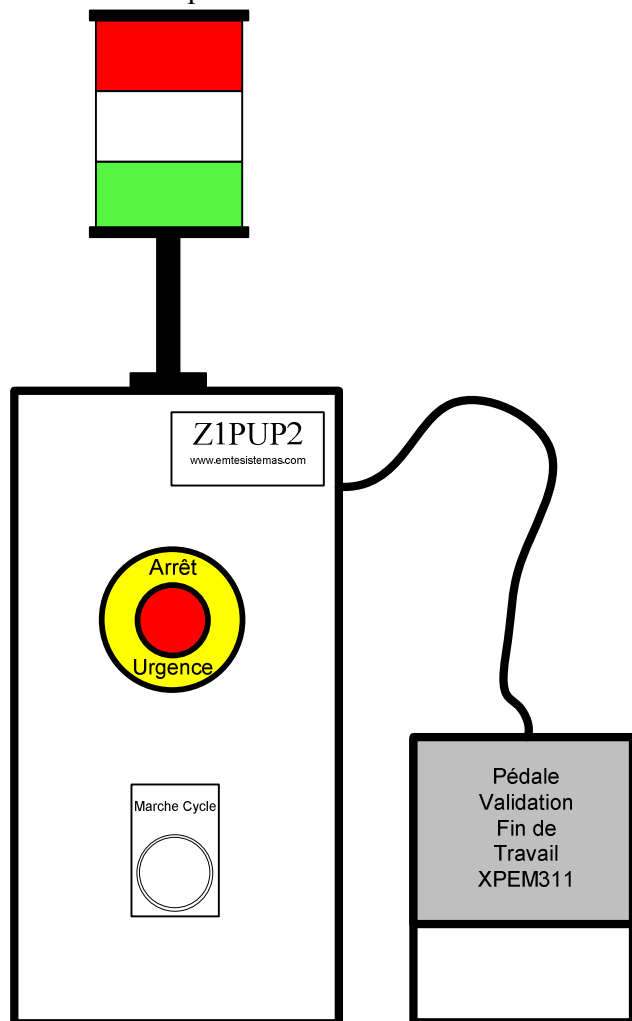 Z1PUP2
www.emtesistemas.com
Arrêt
Urgence
Marche Cycle
Pédale
Validation
Fin de
Travail
XPEM311